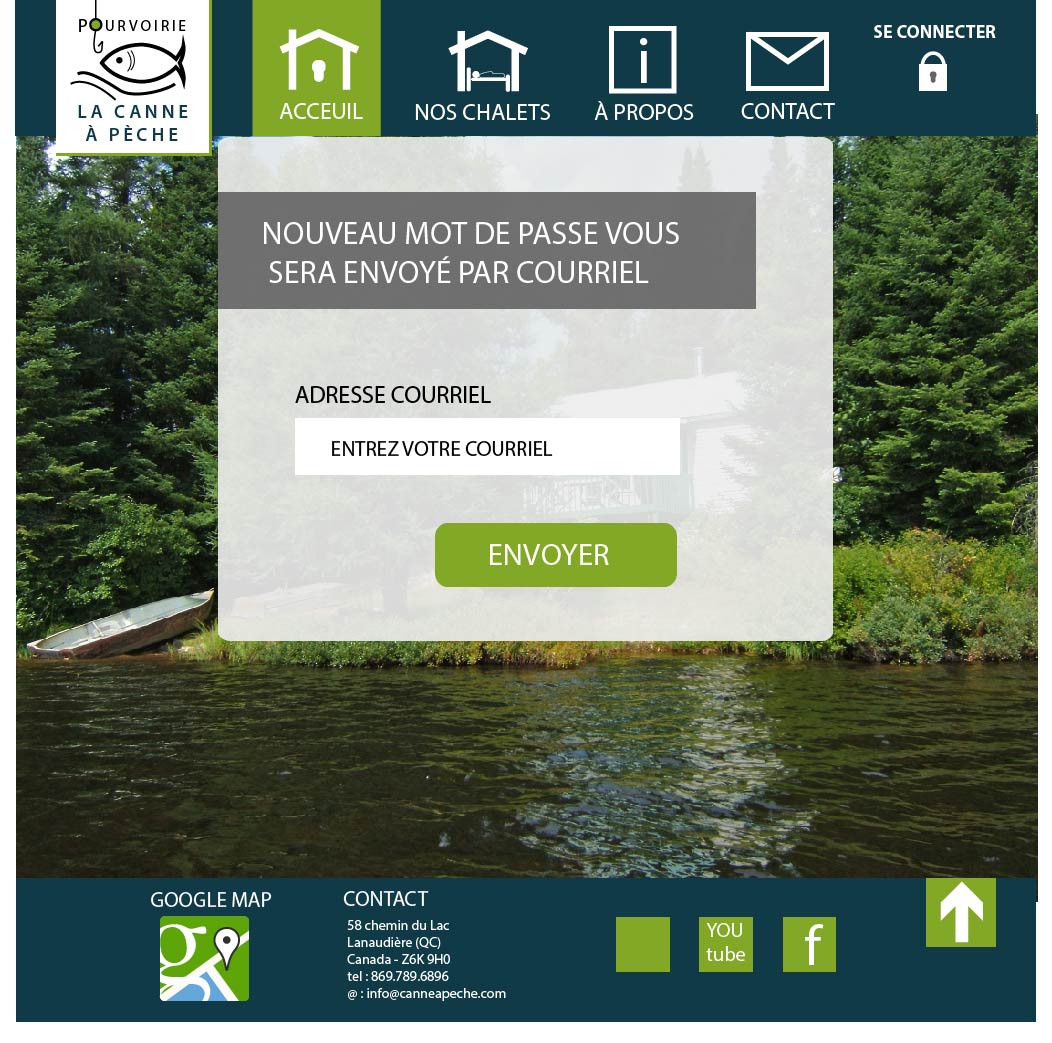 POURVOIRIE
LA CANNE
À PÈCHE
ACCEUIL
NOS CHALETS
À PROPOS
CONTACT
SE CONNECTER
NOUVEAU MOT DE PASSE VOUS
SERA ENVOYÉ PAR COURRIEL
ADRESSE COURRIEL
ENTREZ VOTRE COURRIEL
ENVOYER
GOOGLE MAP
g
CONTACT
58 chemin du Lac
Lanaudière (QC)
Canada - Z6K 9H0
tel : 869.789.6896
@ : info@canneapeche.com
YOU
tube
f